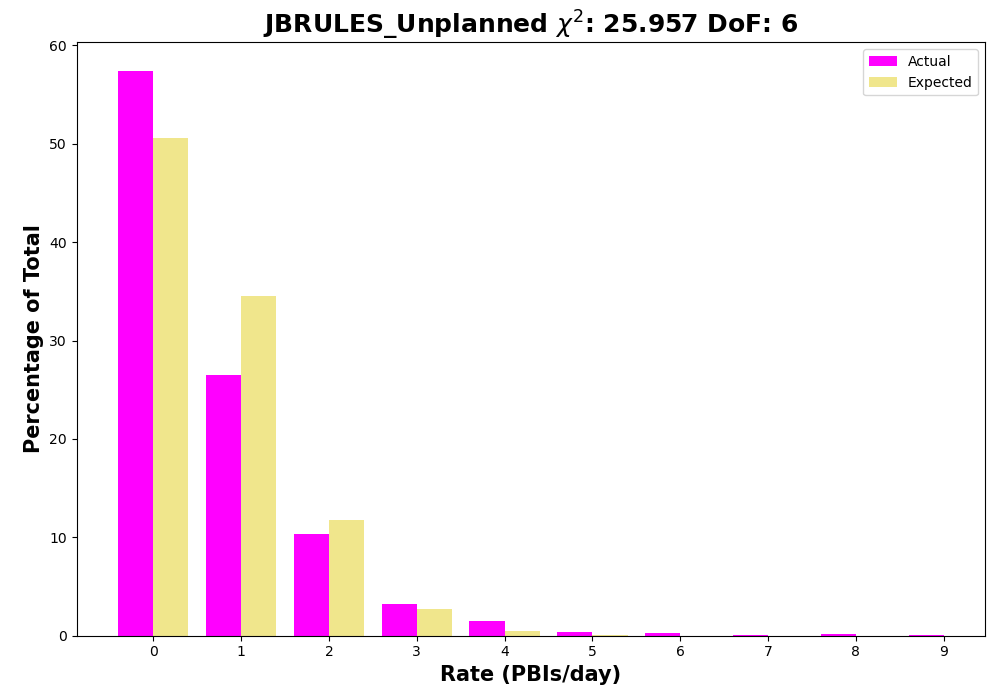 JBRULES_Unplanned χ²: 25.957 DoF: 6
Actual
Expected
Percentage of Total
60
50
40
30
20
10
0
0 1 2 3 4 5 6 7 8 9
Rate (PBIs/day)